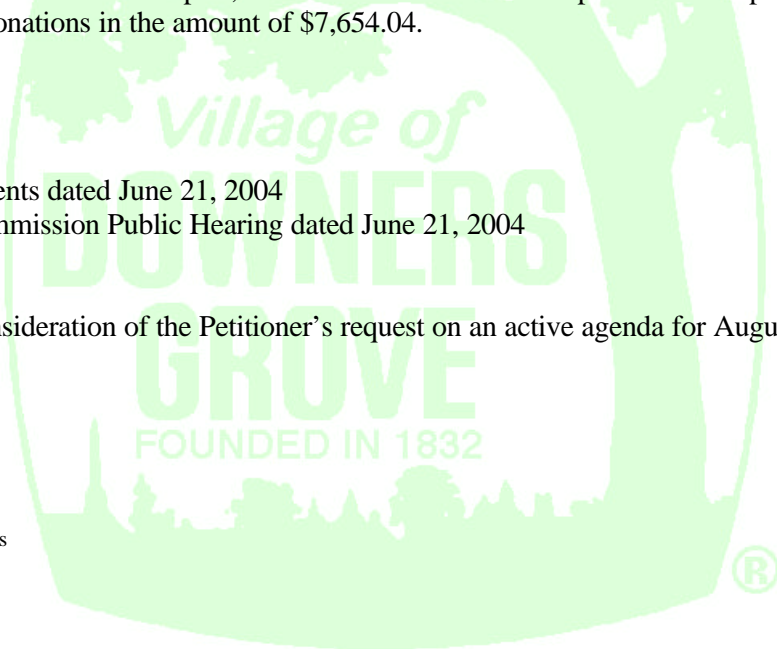 onations in the amount of $7,654.04.
Village of
ents dated June 21, 2004
mmission Public Hearing dated June 21, 2004
DOWNERS
nsideration of the Petitioner's request on an active agenda for Augu
GROVE
FOUNDED IN 1832
s
®